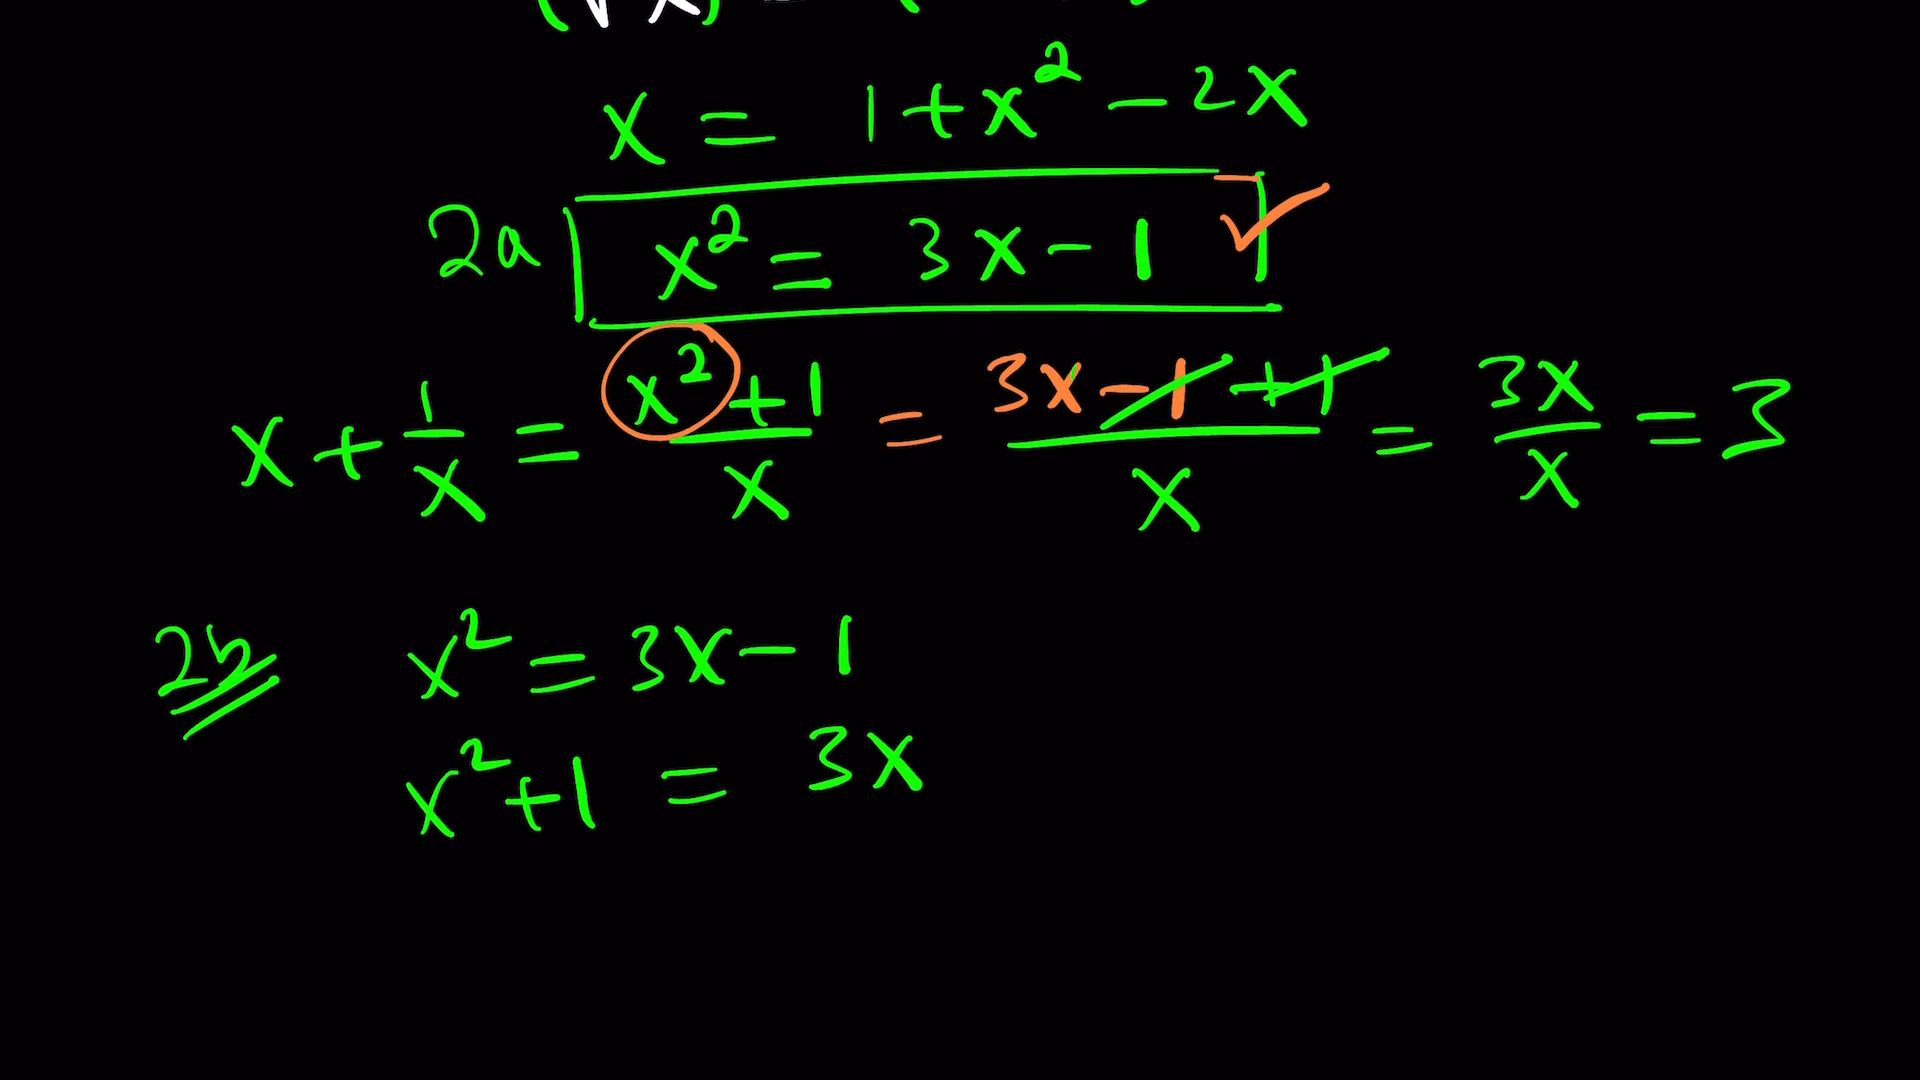 (√x) = (
x = 1 + x² - 2x
2a x² = 3x - 1 ✓
x + 1/x = (x² + 1)/x = (3x - 1 + 1)/x = 3x/x = 3
2b x² = 3x - 1
x² + 1 = 3x